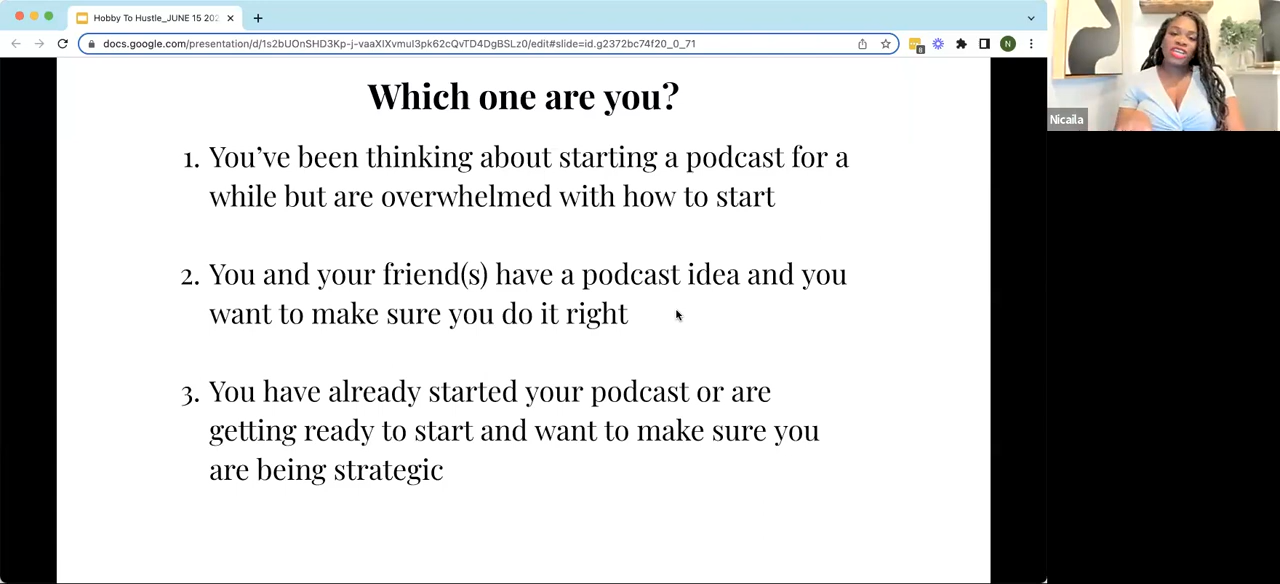 Hobby To Hustle_JUNE 15 202
docs.google.com/presentation/d/1s2bUOnSHD3Kp-j-vaaXlXvmuI3pk62cQvTD4DgBSLz0/edit#slide=id.g2372bc74f20_0_71
8
N
Nicaila
Which one are you?
1. You’ve been thinking about starting a podcast for a
while but are overwhelmed with how to start
2. You and your friend(s) have a podcast idea and you
want to make sure you do it right
3. You have already started your podcast or are
getting ready to start and want to make sure you
are being strategic